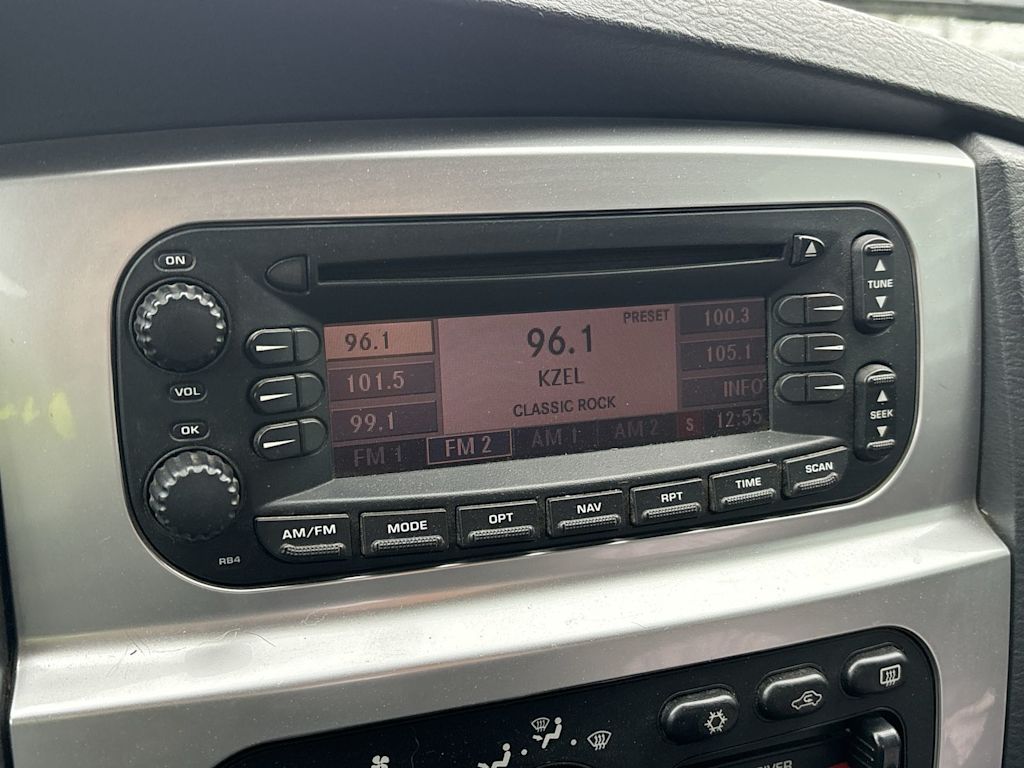 ON
TUNE
VOL
OK
SEEK
96.1
101.5
99.1
PRESET
96.1
KZEL
CLASSIC ROCK
100.3
105.1
INFO
FM 1 FM 2 AM 1 AM 2 S 12:55
AM/FM MODE OPT NAV RPT TIME SCAN
RB4